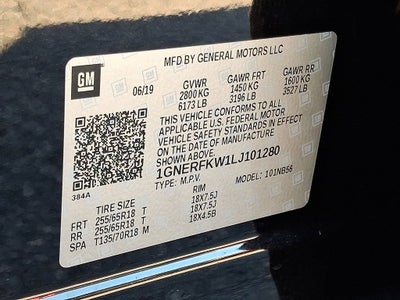 GM
MFD BY GENERAL MOTORS LLC
06/19 GVWR GAWR FRT GAWR RR
2800 KG 1450 KG 1600 KG
6173 LB 3196 LB 3527 LB
THIS VEHICLE CONFORMS TO ALL
APPLICABLE U.S. FEDERAL MOTOR
VEHICLE SAFETY STANDARDS IN EFFECT
ON THE DATE OF MANUFACTURE
SHOWN ABOVE.
1GNERFKW1LJ101280
TYPE: M.P.V. MODEL: 101NB56
384A
TIRE SIZE RIM
FRT 255/65R18 T 18X7.5J
RR 255/65R18 T 18X7.5J
SPA T135/70R18 M 18X4.5B